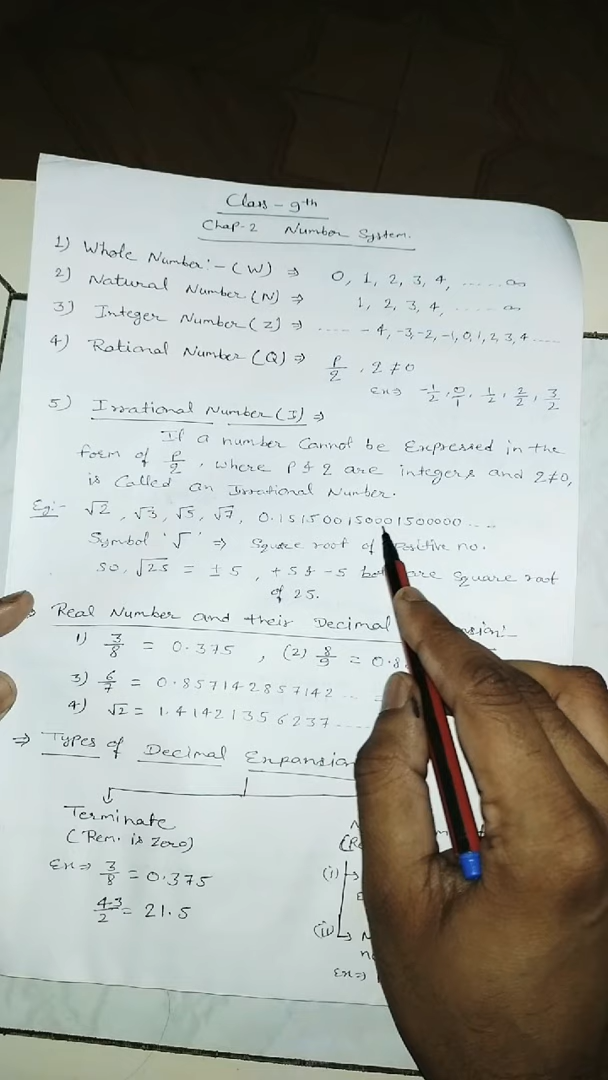 Class - 9th
Chap-2 Number System.
1) Whole Number:- (W) ⇒ 0, 1, 2, 3, 4, ..... ∞
2) Natural Number (N) ⇒ 1, 2, 3, 4, ...... ∞
3) Integer Number (Z) ⇒ ..... -4, -3, -2, -1, 0, 1, 2, 3, 4 .....
4) Rational Number (Q) ⇒ p/q , q ≠ 0
Ex ⇒ -1/2, 0/1, 1/2, 2/2, 3/2
5) Irrational Number (I) ⇒
If a number cannot be Expressed in the
form of p/q, where p & q are integers and q≠0,
is called an Irrational Number.
Eg:- √2, √3, √5, √7, 0.151500150001500000 ....
Symbol '√' ⇒ Square root of positive no.
so, √25 = ±5, +5 & -5 both are square root
of 25.
Real Number and their Decimal
1) 3/8 = 0.375 , (2) 8/9 = 0.8
3) 6/7 = 0.857142857142 ...
4) √2 = 1.41421356237 .....
⇒ Types of Decimal Expansion
Terminate
(Rem. is Zero)
Ex ⇒ 3/8 = 0.375
43/2 = 21.5
(i)
(ii)
Ex ⇒